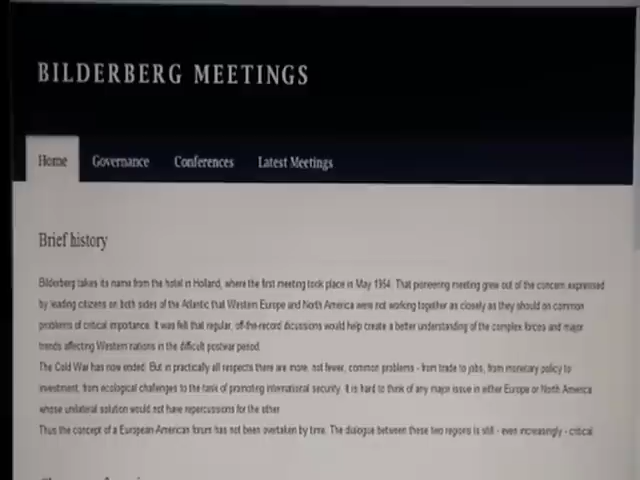 BILDERBERG MEETINGS
Home Governance Conferences Latest Meetings
Brief history
Bilderberg takes its name from the hotel in Holland, where the first meeting took place in May 1954. That pioneering meeting grew out of the concern expressed
by leading citizens on both sides of the Atlantic that Western Europe and North America were not working together as closely as they should on common
problems of critical importance. It was felt that regular, off-the-record dicussions would help create a better understanding of the complex forces and major
trends affecting Western nations in the difficult postwar period.
The Cold War has now ended. But in practically all respects there are more, not fewer, common problems - from trade to jobs, from monetary policy to
investment, from ecological challenges to the task of promoting international security. It is hard to think of any major issue in either Europe or North America
whose unilateral solution would not have repercussions for the other.
Thus the concept of a European-American forum has not been overtaken by time. The dialogue between these two regions is still - even increasingly - critical.